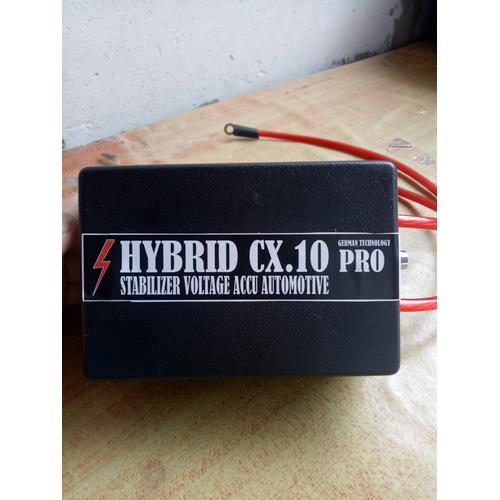 HYBRID CX.10
GERMAN TECHNOLOGY
PRO
STABILIZER VOLTAGE ACCU AUTOMOTIVE